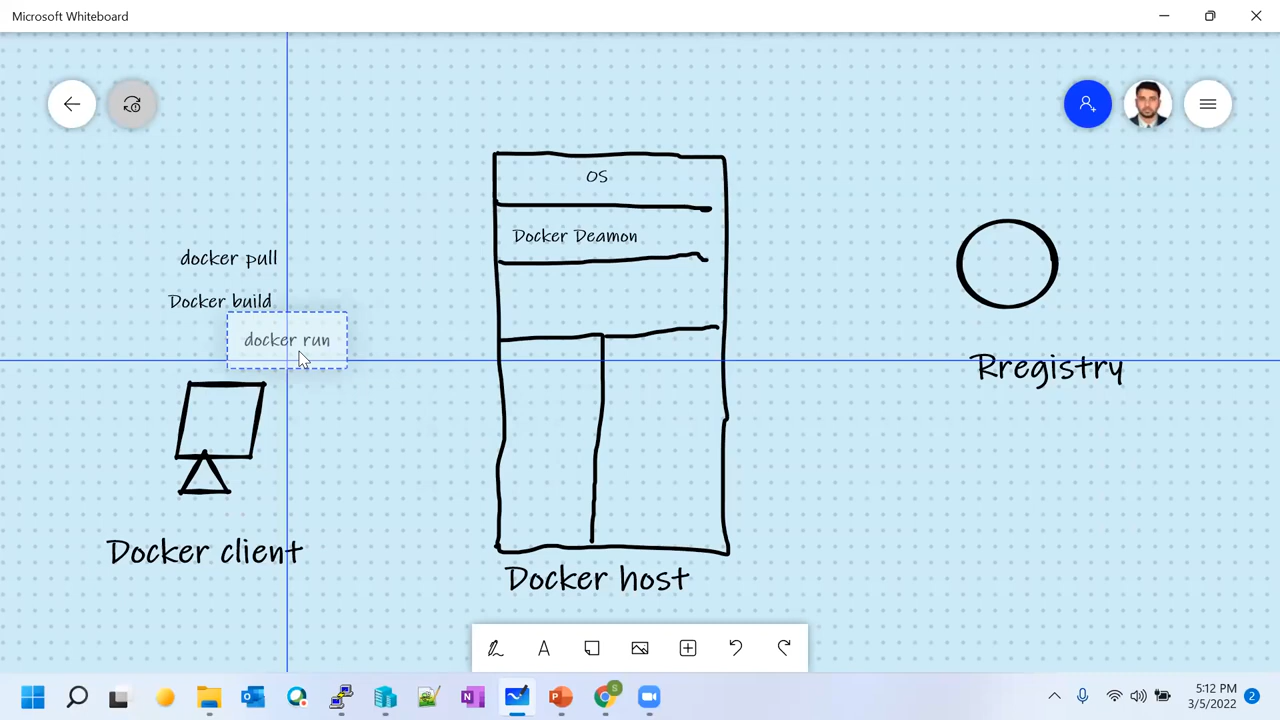 Microsoft Whiteboard
OS
Docker Deamon
docker pull
Docker build
docker run
Rregistry
Docker client
Docker host
A
S
N
P
5:12 PM
3/5/2022
2